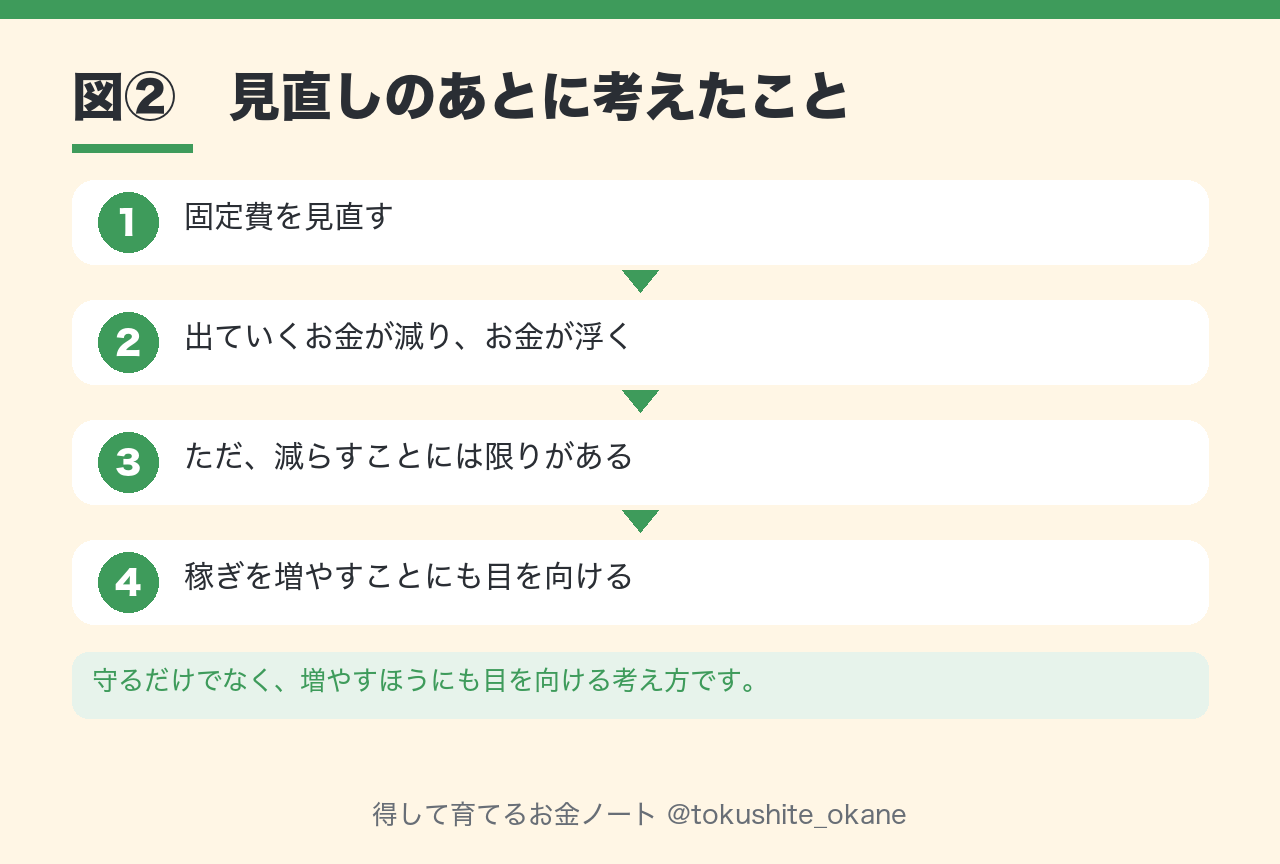 図②　見直しのあとに考えたこと
1 固定費を見直す
2 出ていくお金が減り、お金が浮く
3 ただ、減らすことには限りがある
4 稼ぎを増やすことにも目を向ける
守るだけでなく、増やすほうにも目を向ける考え方です。
得して育てるお金ノート @tokushite_okane